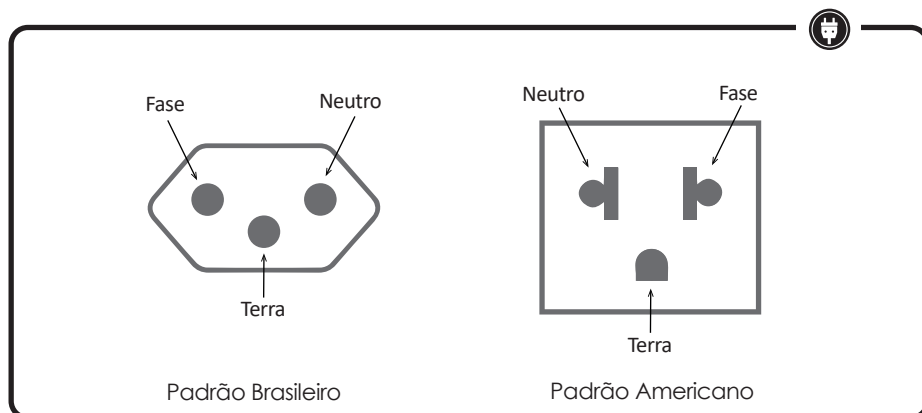 Fase
Neutro
Terra
Padrão Brasileiro
Neutro
Fase
Terra
Padrão Americano